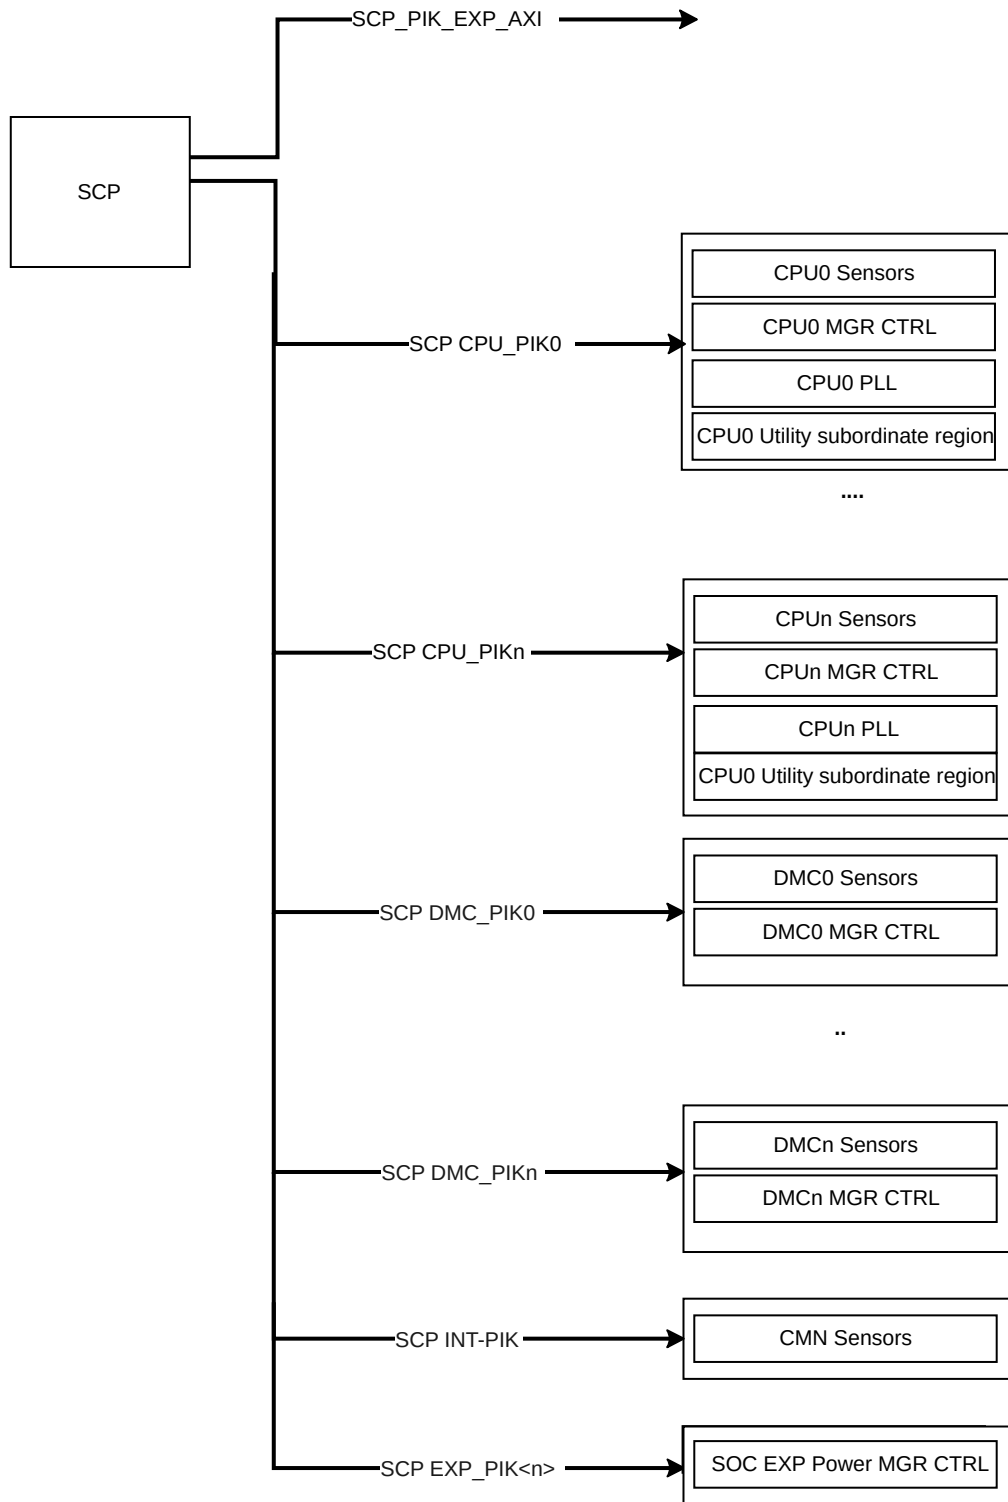 SCP_PIK_EXP_AXI
SCP
CPU0 Sensors
CPU0 MGR CTRL
SCP CPU_PIK0
CPU0 PLL
CPU0 Utility subordinate region
....
CPUn Sensors
SCP CPU_PIKn
CPUn MGR CTRL
CPUn PLL
CPU0 Utility subordinate region
DMC0 Sensors
SCP DMC_PIK0
DMC0 MGR CTRL
..
DMCn Sensors
SCP DMC_PIKn
DMCn MGR CTRL
SCP INT-PIK
CMN Sensors
SCP EXP_PIK<n>
SOC EXP Power MGR CTRL